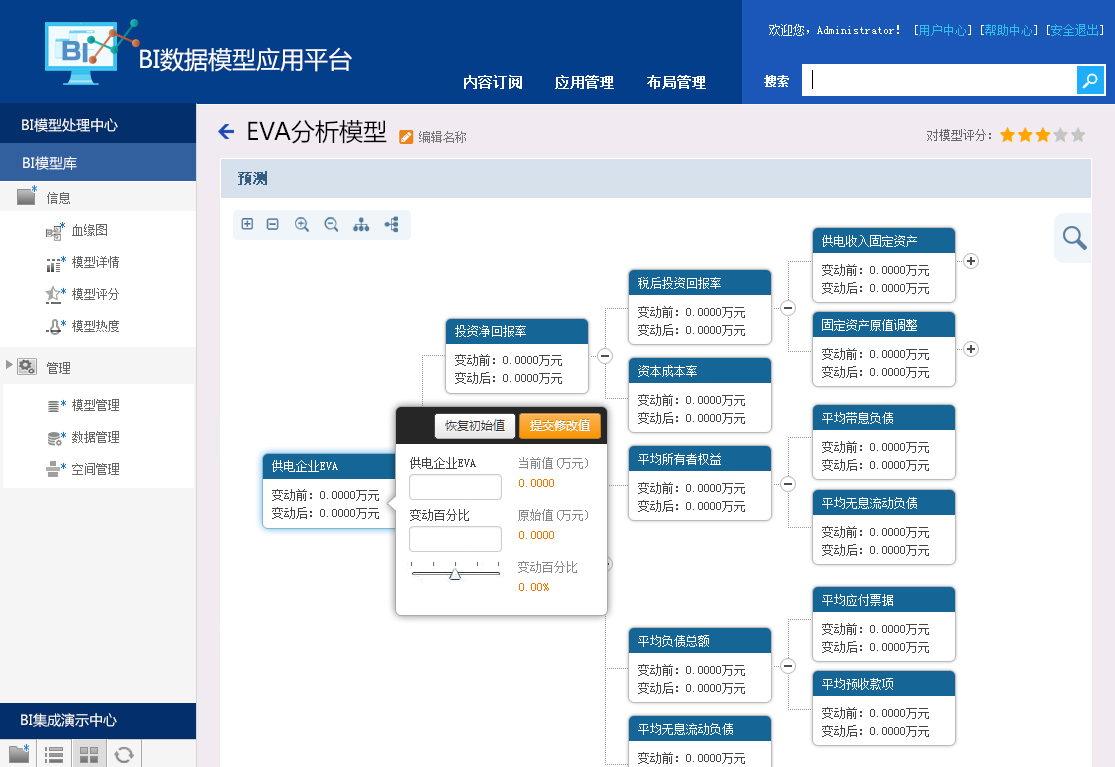 欢迎您，Administrator! [用户中心] [帮助中心] [安全退出]
BI
BI数据模型应用平台
内容订阅 应用管理 布局管理
搜索
BI模型处理中心
BI模型库
信息
血缘图
模型详情
模型评分
模型热度
管理
模型管理
数据管理
空间管理
BI集成演示中心
EVA分析模型
编辑名称
对模型评分：
预测
供电企业EVA
变动前：0.0000万元
变动后：0.0000万元
投资净回报率
变动前：0.0000万元
变动后：0.0000万元
恢复初始值 提交修改值
供电企业EVA
当前值(万元)
0.0000
变动百分比
原始值(万元)
0.0000
变动百分比
0.00%
税后投资回报率
变动前：0.0000万元
变动后：0.0000万元
资本成本率
变动前：0.0000万元
变动后：0.0000万元
平均所有者权益
变动前：0.0000万元
变动后：0.0000万元
平均负债总额
变动前：0.0000万元
变动后：0.0000万元
平均无息流动负债
变动前：0.0000万元
供电收入固定资产
变动前：0.0000万元
变动后：0.0000万元
固定资产原值调整
变动前：0.0000万元
变动后：0.0000万元
平均带息负债
变动前：0.0000万元
变动后：0.0000万元
平均无息流动负债
变动前：0.0000万元
变动后：0.0000万元
平均应付票据
变动前：0.0000万元
变动后：0.0000万元
平均预收款项
变动前：0.0000万元
变动后：0.0000万元